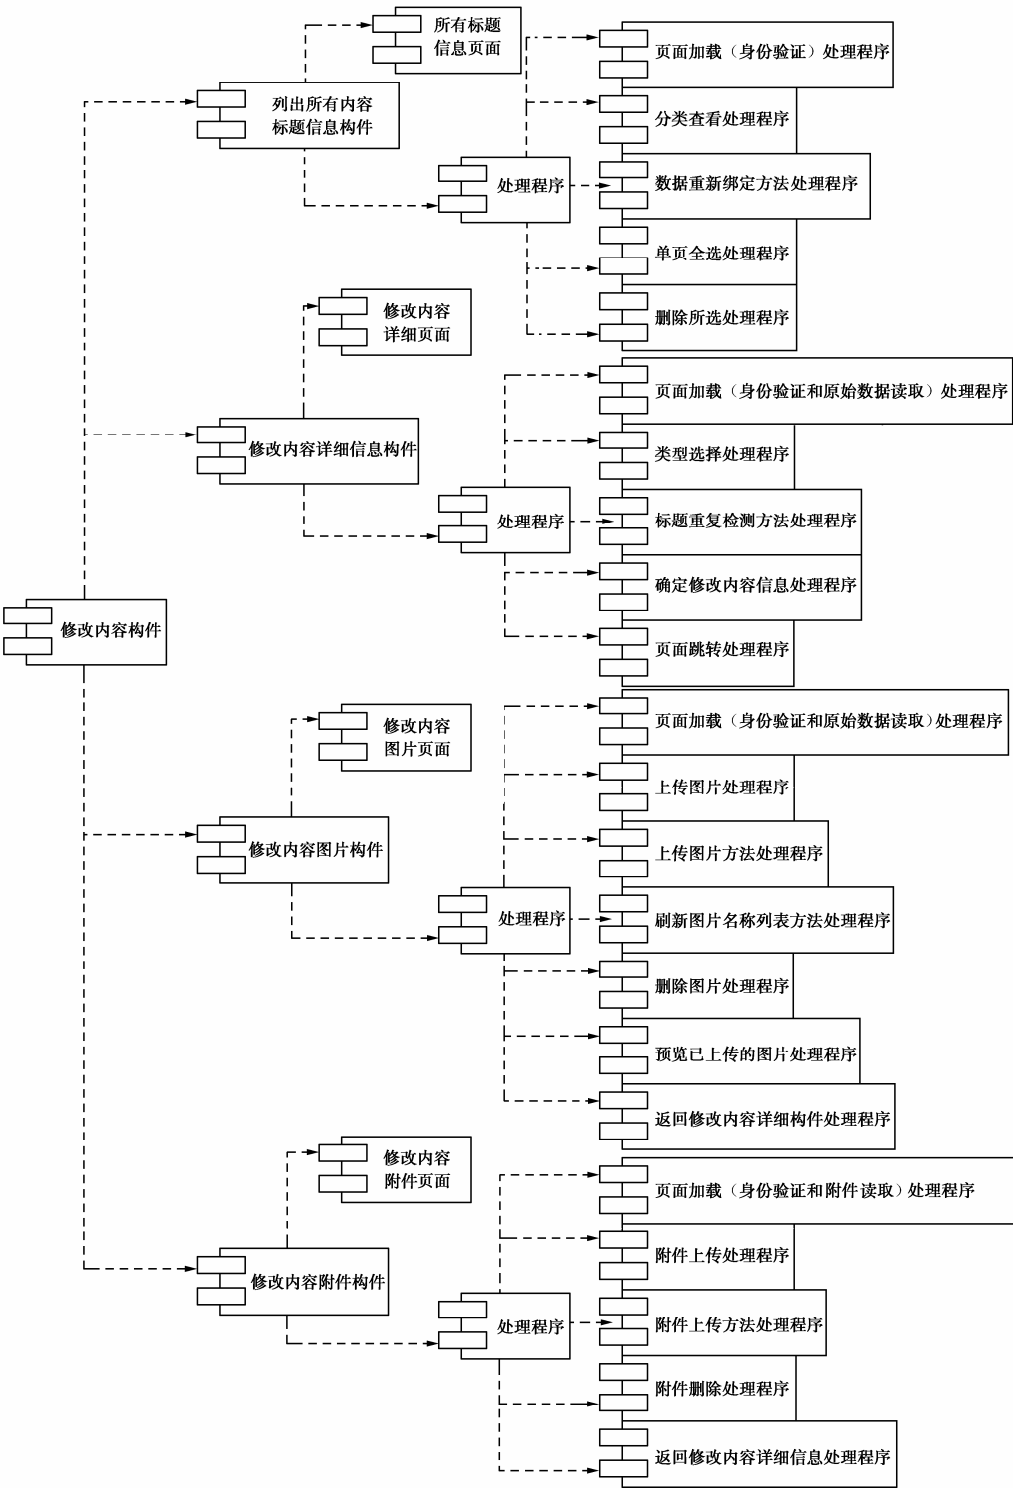 所有标题
信息页面
列出所有内容
标题信息构件
处理程序
页面加载（身份验证）处理程序
分类查看处理程序
数据重新绑定方法处理程序
单页全选处理程序
删除所选处理程序
修改内容
详细页面
修改内容详细信息构件
处理程序
页面加载（身份验证和原始数据读取）处理程序
类型选择处理程序
标题重复检测方法处理程序
确定修改内容信息处理程序
页面跳转处理程序
修改内容构件
修改内容
图片页面
修改内容图片构件
处理程序
页面加载（身份验证和原始数据读取）处理程序
上传图片处理程序
上传图片方法处理程序
刷新图片名称列表方法处理程序
删除图片处理程序
预览已上传的图片处理程序
返回修改内容详细构件处理程序
修改内容
附件页面
修改内容附件构件
处理程序
页面加载（身份验证和附件读取）处理程序
附件上传处理程序
附件上传方法处理程序
附件删除处理程序
返回修改内容详细信息处理程序